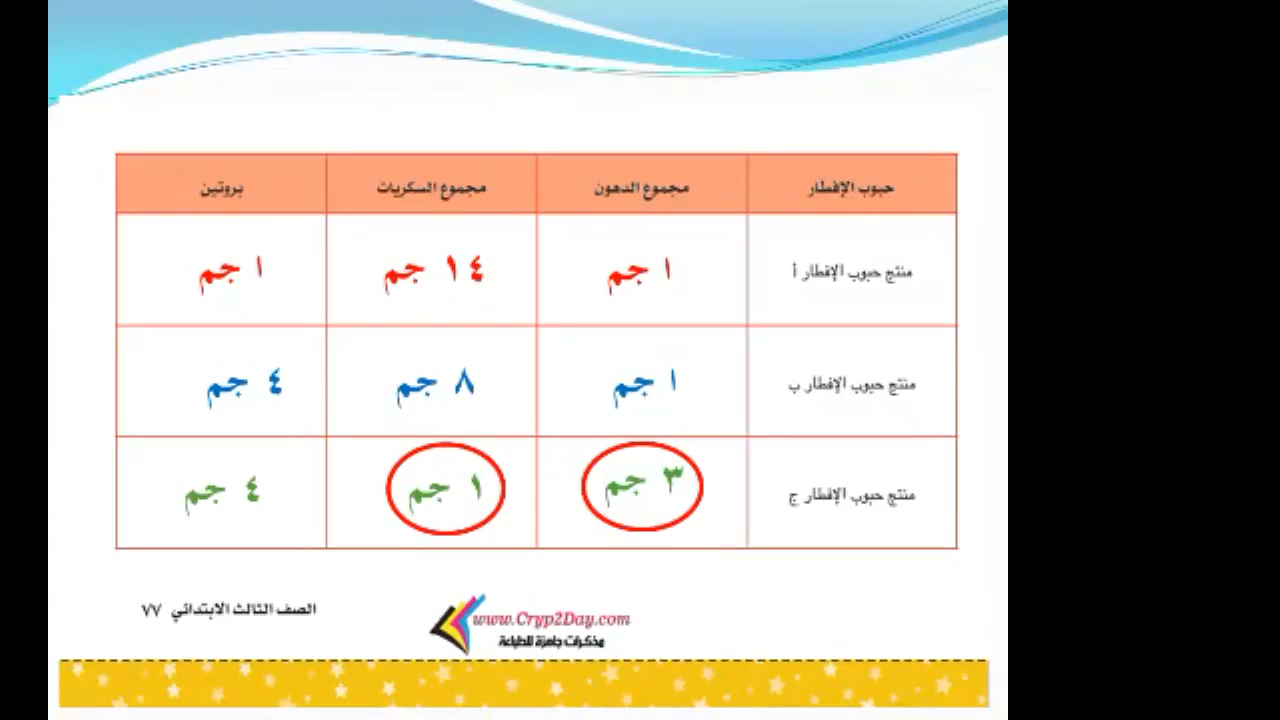 حبوب الإفطار مجموع الدهون مجموع السكريات بروتين
منتج حبوب الإفطار أ ١ جم ١٤ جم ١ جم
منتج حبوب الإفطار ب ١ جم ٨ جم ٤ جم
منتج حبوب الإفطار ج ٣ جم ١ جم ٤ جم
الصف الثالث الابتدائي ٧٧
www.Cryp2Day.com
مذكرات جاهزة للطباعة